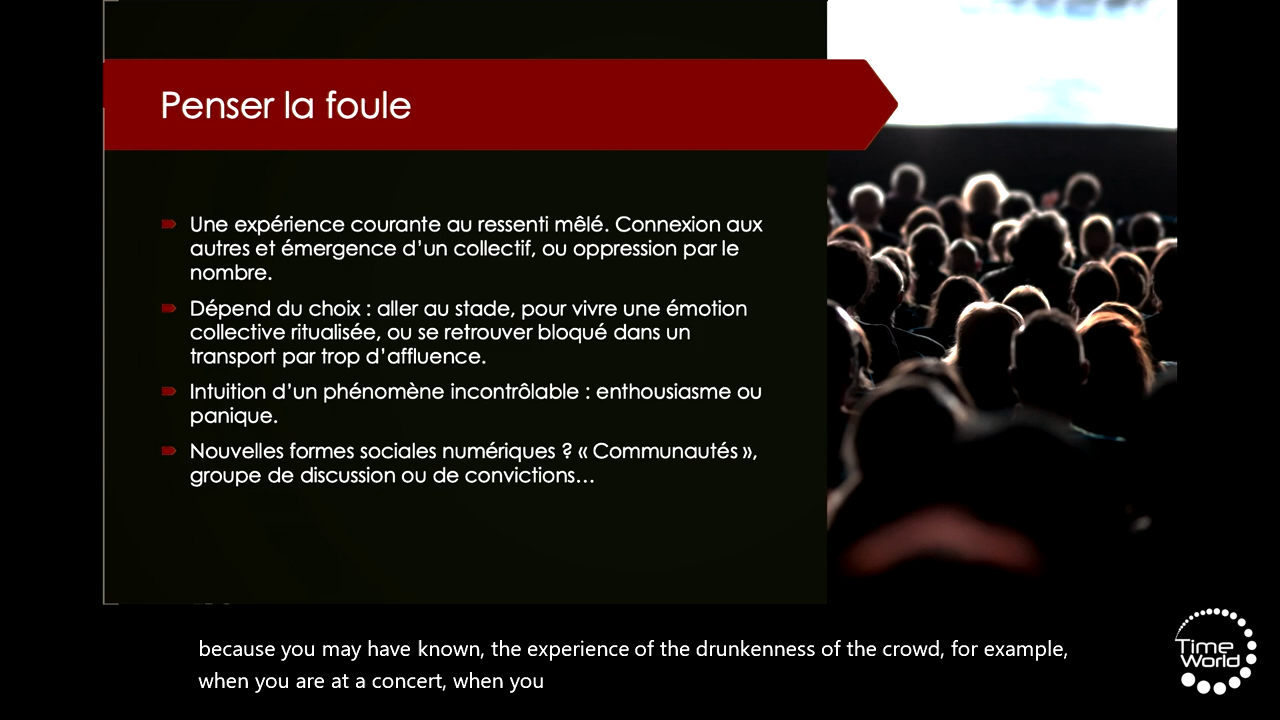 Penser la foule
Une expérience courante au ressenti mêlé. Connexion aux
autres et émergence d'un collectif, ou oppression par le
nombre.
Dépend du choix : aller au stade, pour vivre une émotion
collective ritualisée, ou se retrouver bloqué dans un
transport par trop d'affluence.
Intuition d'un phénomène incontrôlable : enthousiasme ou
panique.
Nouvelles formes sociales numériques ? « Communautés »,
groupe de discussion ou de convictions...
because you may have known, the experience of the drunkenness of the crowd, for example,
when you are at a concert, when you
Time
World